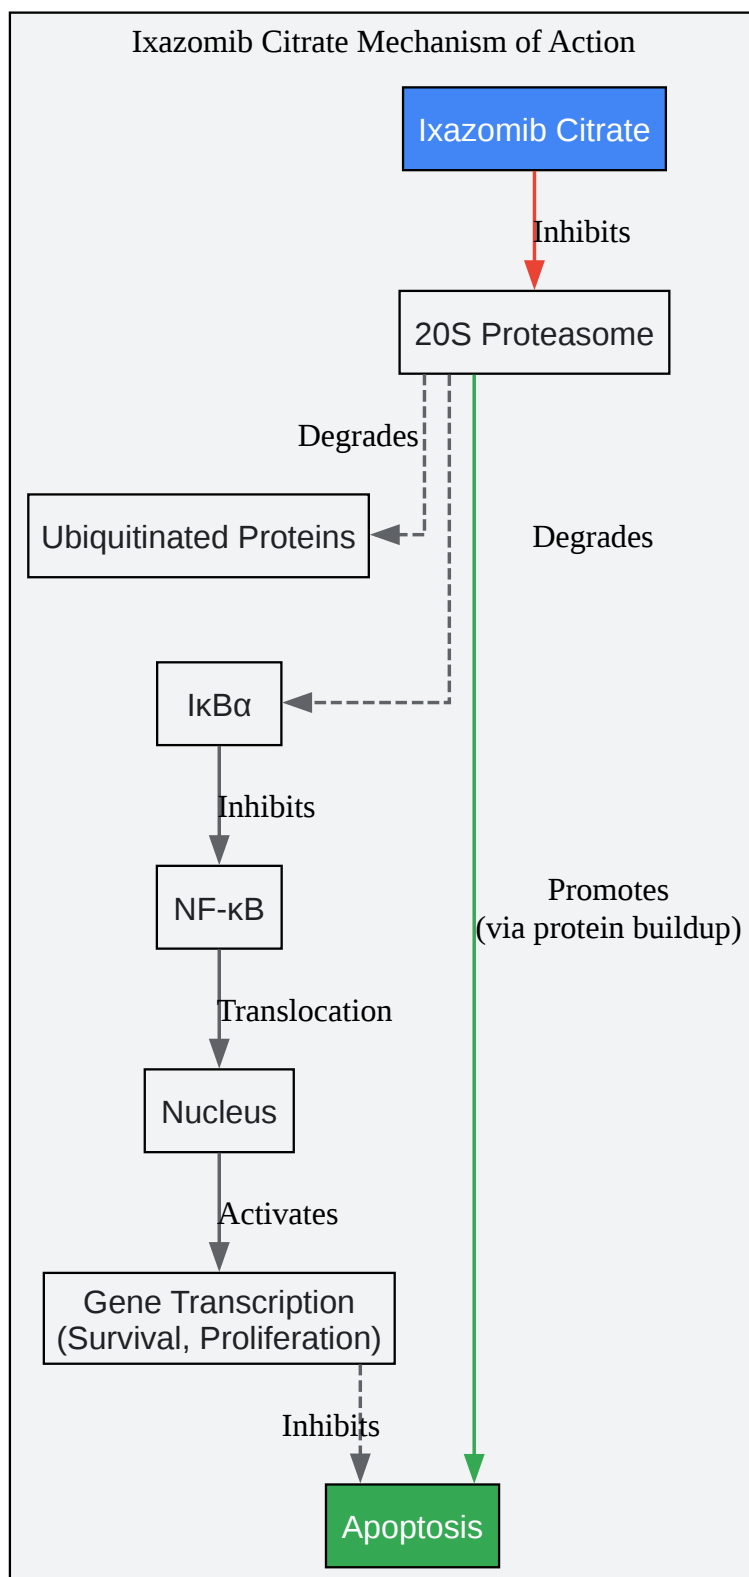 Ixazomib Citrate Mechanism of Action
Ixazomib Citrate
Inhibits
20S Proteasome
Degrades
Ubiquitinated Proteins
Degrades
IκBα
Inhibits
NF-κB
Promotes
(via protein buildup)
Translocation
Nucleus
Activates
Gene Transcription
(Survival, Proliferation)
Inhibits
Apoptosis